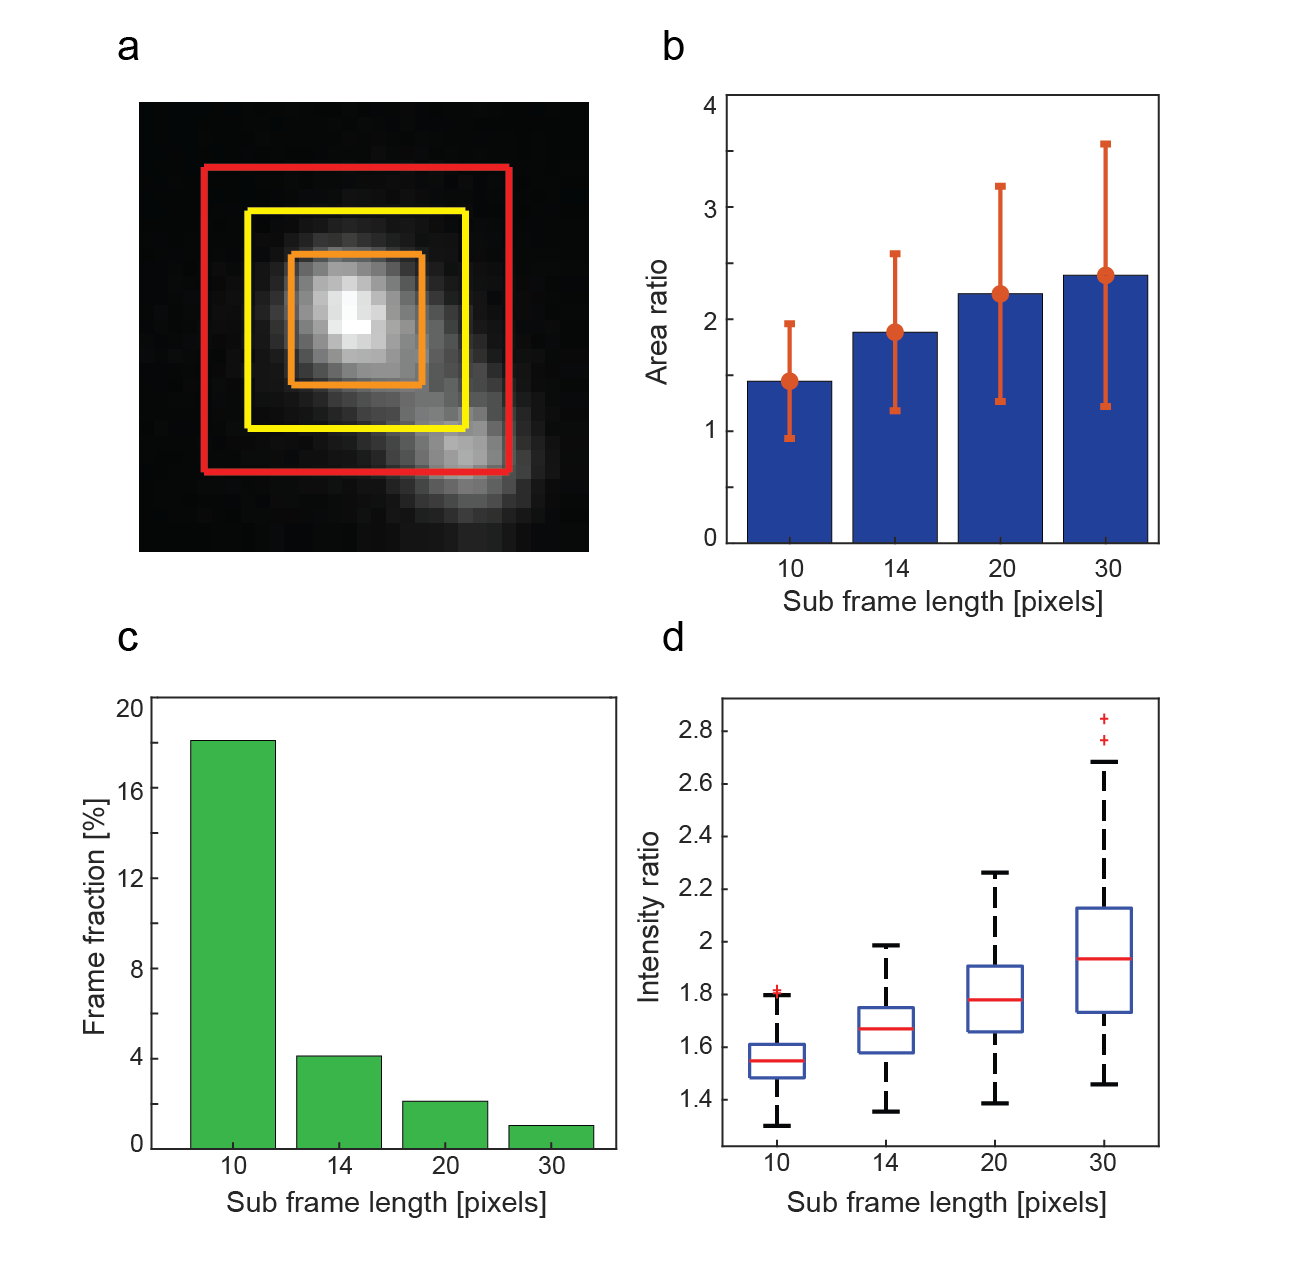 a
b
4
3
2
1
0
Area ratio
10 14 20 30
Sub frame length [pixels]
c
d
20
16
12
8
4
0
Frame fraction [%]
10 14 20 30
Sub frame length [pixels]
2.8
2.6
2.4
2.2
2
1.8
1.6
1.4
Intensity ratio
10 14 20 30
Sub frame length [pixels]